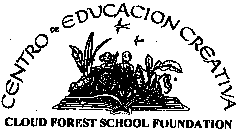 CENTRO DE EDUCACION CREATIVA
CLOUD FOREST SCHOOL FOUNDATION